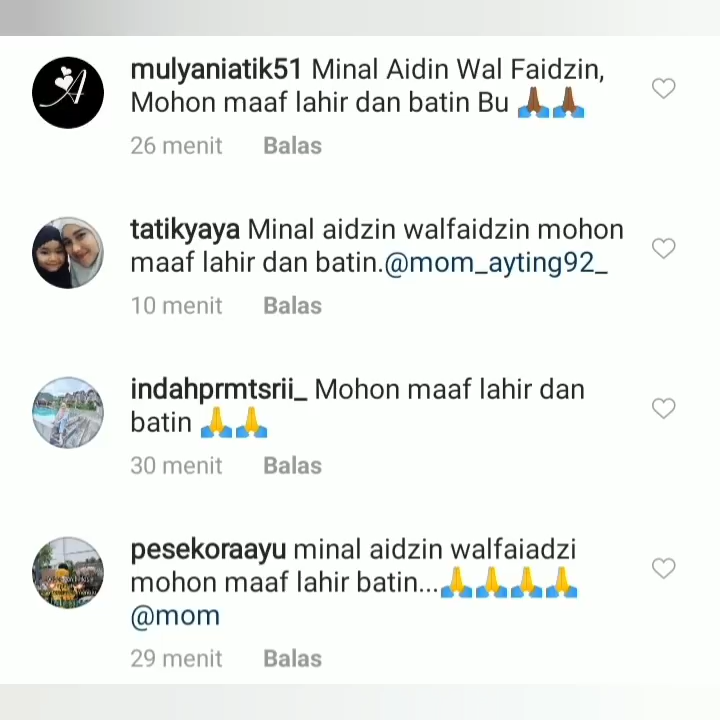 mulyaniatik51 Minal Aidin Wal Faidzin,
Mohon maaf lahir dan batin Bu 🙏🏾🙏🏾
26 menit Balas
tatikyaya Minal aidzin walfaidzin mohon
maaf lahir dan batin.@mom_ayting92_
10 menit Balas
indahprmtsrii_ Mohon maaf lahir dan
batin 🙏🙏
30 menit Balas
pesekoraayu minal aidzin walfaiadzi
mohon maaf lahir batin...🙏🙏🙏🙏
@mom
29 menit Balas